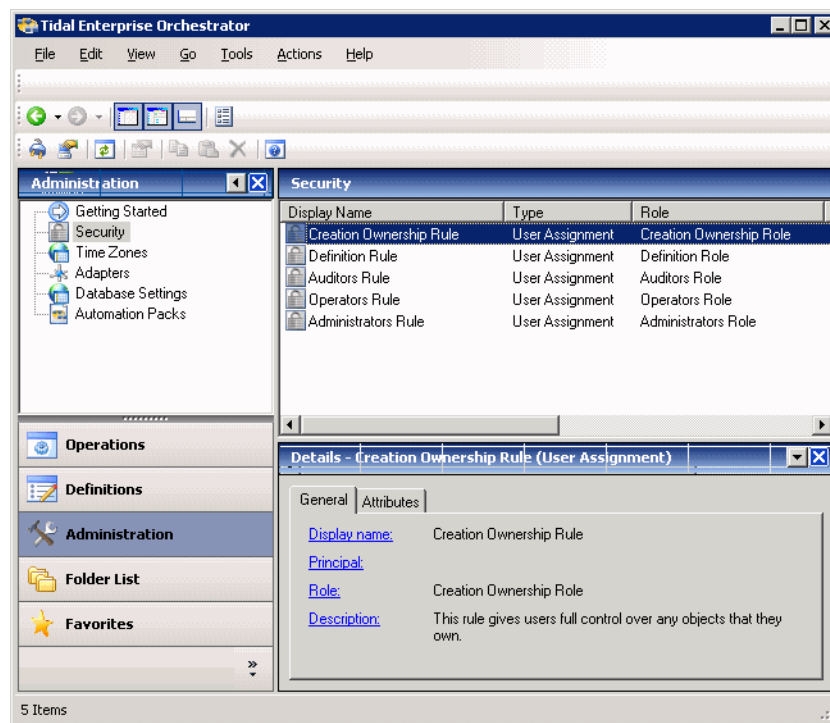 Tidal Enterprise Orchestrator
File Edit View Go Tools Actions Help
Administration
Getting Started
Security
Time Zones
Adapters
Database Settings
Automation Packs
Operations
Definitions
Administration
Folder List
Favorites
Security
Display Name Type Role
Creation Ownership Rule User Assignment Creation Ownership Role
Definition Rule User Assignment Definition Role
Auditors Rule User Assignment Auditors Role
Operators Rule User Assignment Operators Role
Administrators Rule User Assignment Administrators Role
Details - Creation Ownership Rule (User Assignment)
General Attributes
Display name: Creation Ownership Rule
Principal:
Role: Creation Ownership Role
Description: This rule gives users full control over any objects that they
own.
5 Items